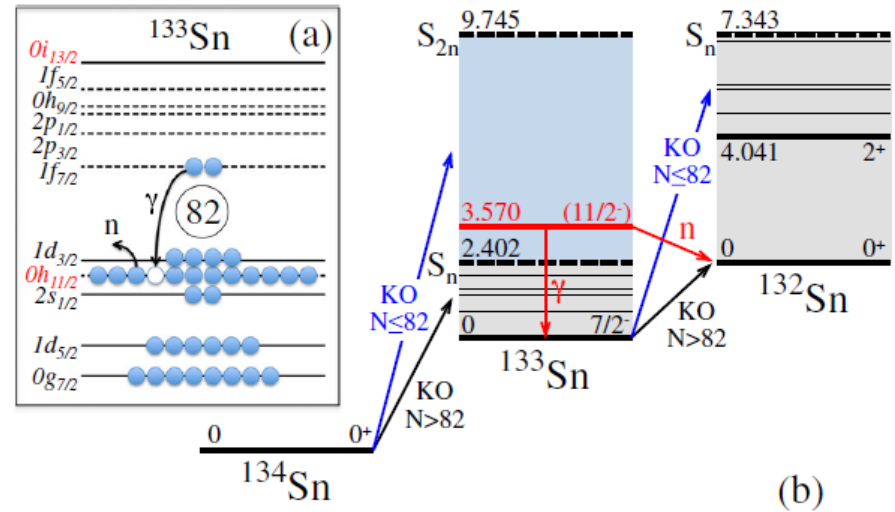 ¹³³Sn (a)
0i₁₃/₂
1f₅/₂
0h₉/₂
2p₁/₂
2p₃/₂
1f₇/₂
γ
82
n
1d₃/₂
0h₁₁/₂
2s₁/₂
1d₅/₂
0g₇/₂
0 0⁺
¹³⁴Sn
KO
N≤82
KO
N>82
9.745
S₂ₙ
3.570 (11/2⁻)
2.402
Sₙ
γ
0 7/2⁻
¹³³Sn
n
KO
N≤82
KO
N>82
7.343
Sₙ
4.041 2⁺
0 0⁺
¹³²Sn
(b)